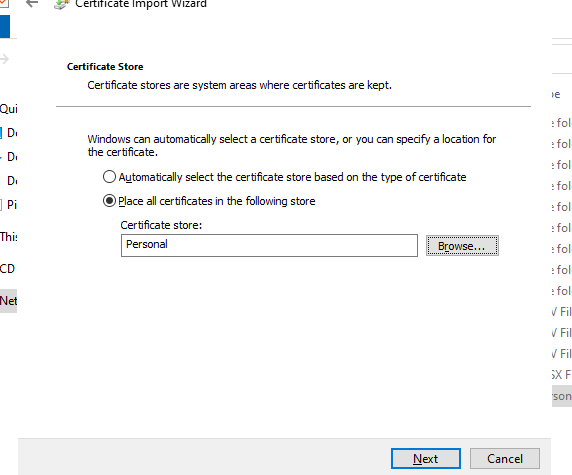 Certificate Import Wizard
Certificate Store
Certificate stores are system areas where certificates are kept.
Windows can automatically select a certificate store, or you can specify a location for
the certificate.
Automatically select the certificate store based on the type of certificate
Place all certificates in the following store
Certificate store:
Personal
Browse...
Next
Cancel
Qui
De
De
De
Pi
This
CD
Net
pe
e fol
e fol
e fol
e fol
e fol
e fol
e fol
e fol
e fol
V Fil
V Fil
V Fil
SX F
rson